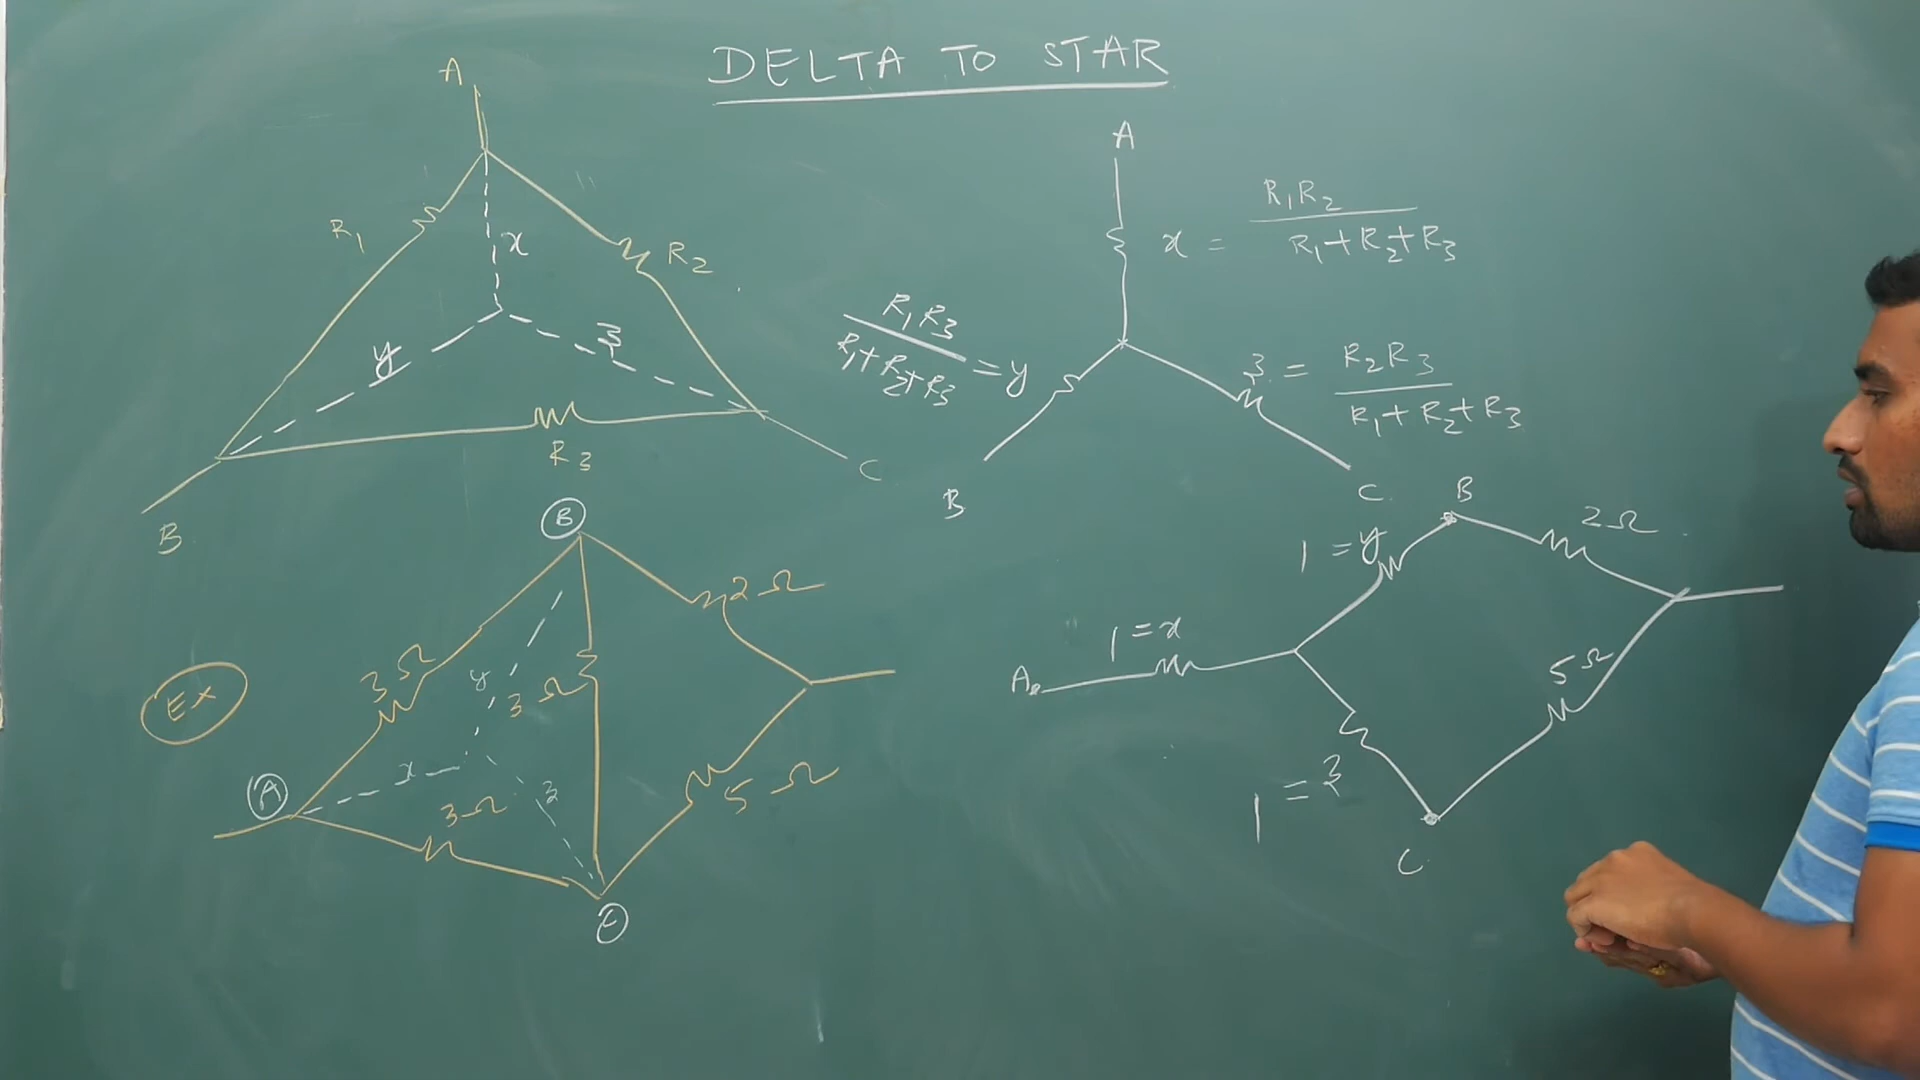 DELTA TO STAR
A
R₁
x
R₂
y
z
R₃
B
C
A
x = R₁R₂ / R₁+R₂+R₃
R₁R₃ / R₁+R₂+R₃ = y
z = R₂R₃ / R₁+R₂+R₃
B
C
EX
B
3Ω
2Ω
y
3Ω
A
x
3Ω
z
5Ω
C
B
1 = y
2Ω
1 = x
A
5Ω
1 = z
C